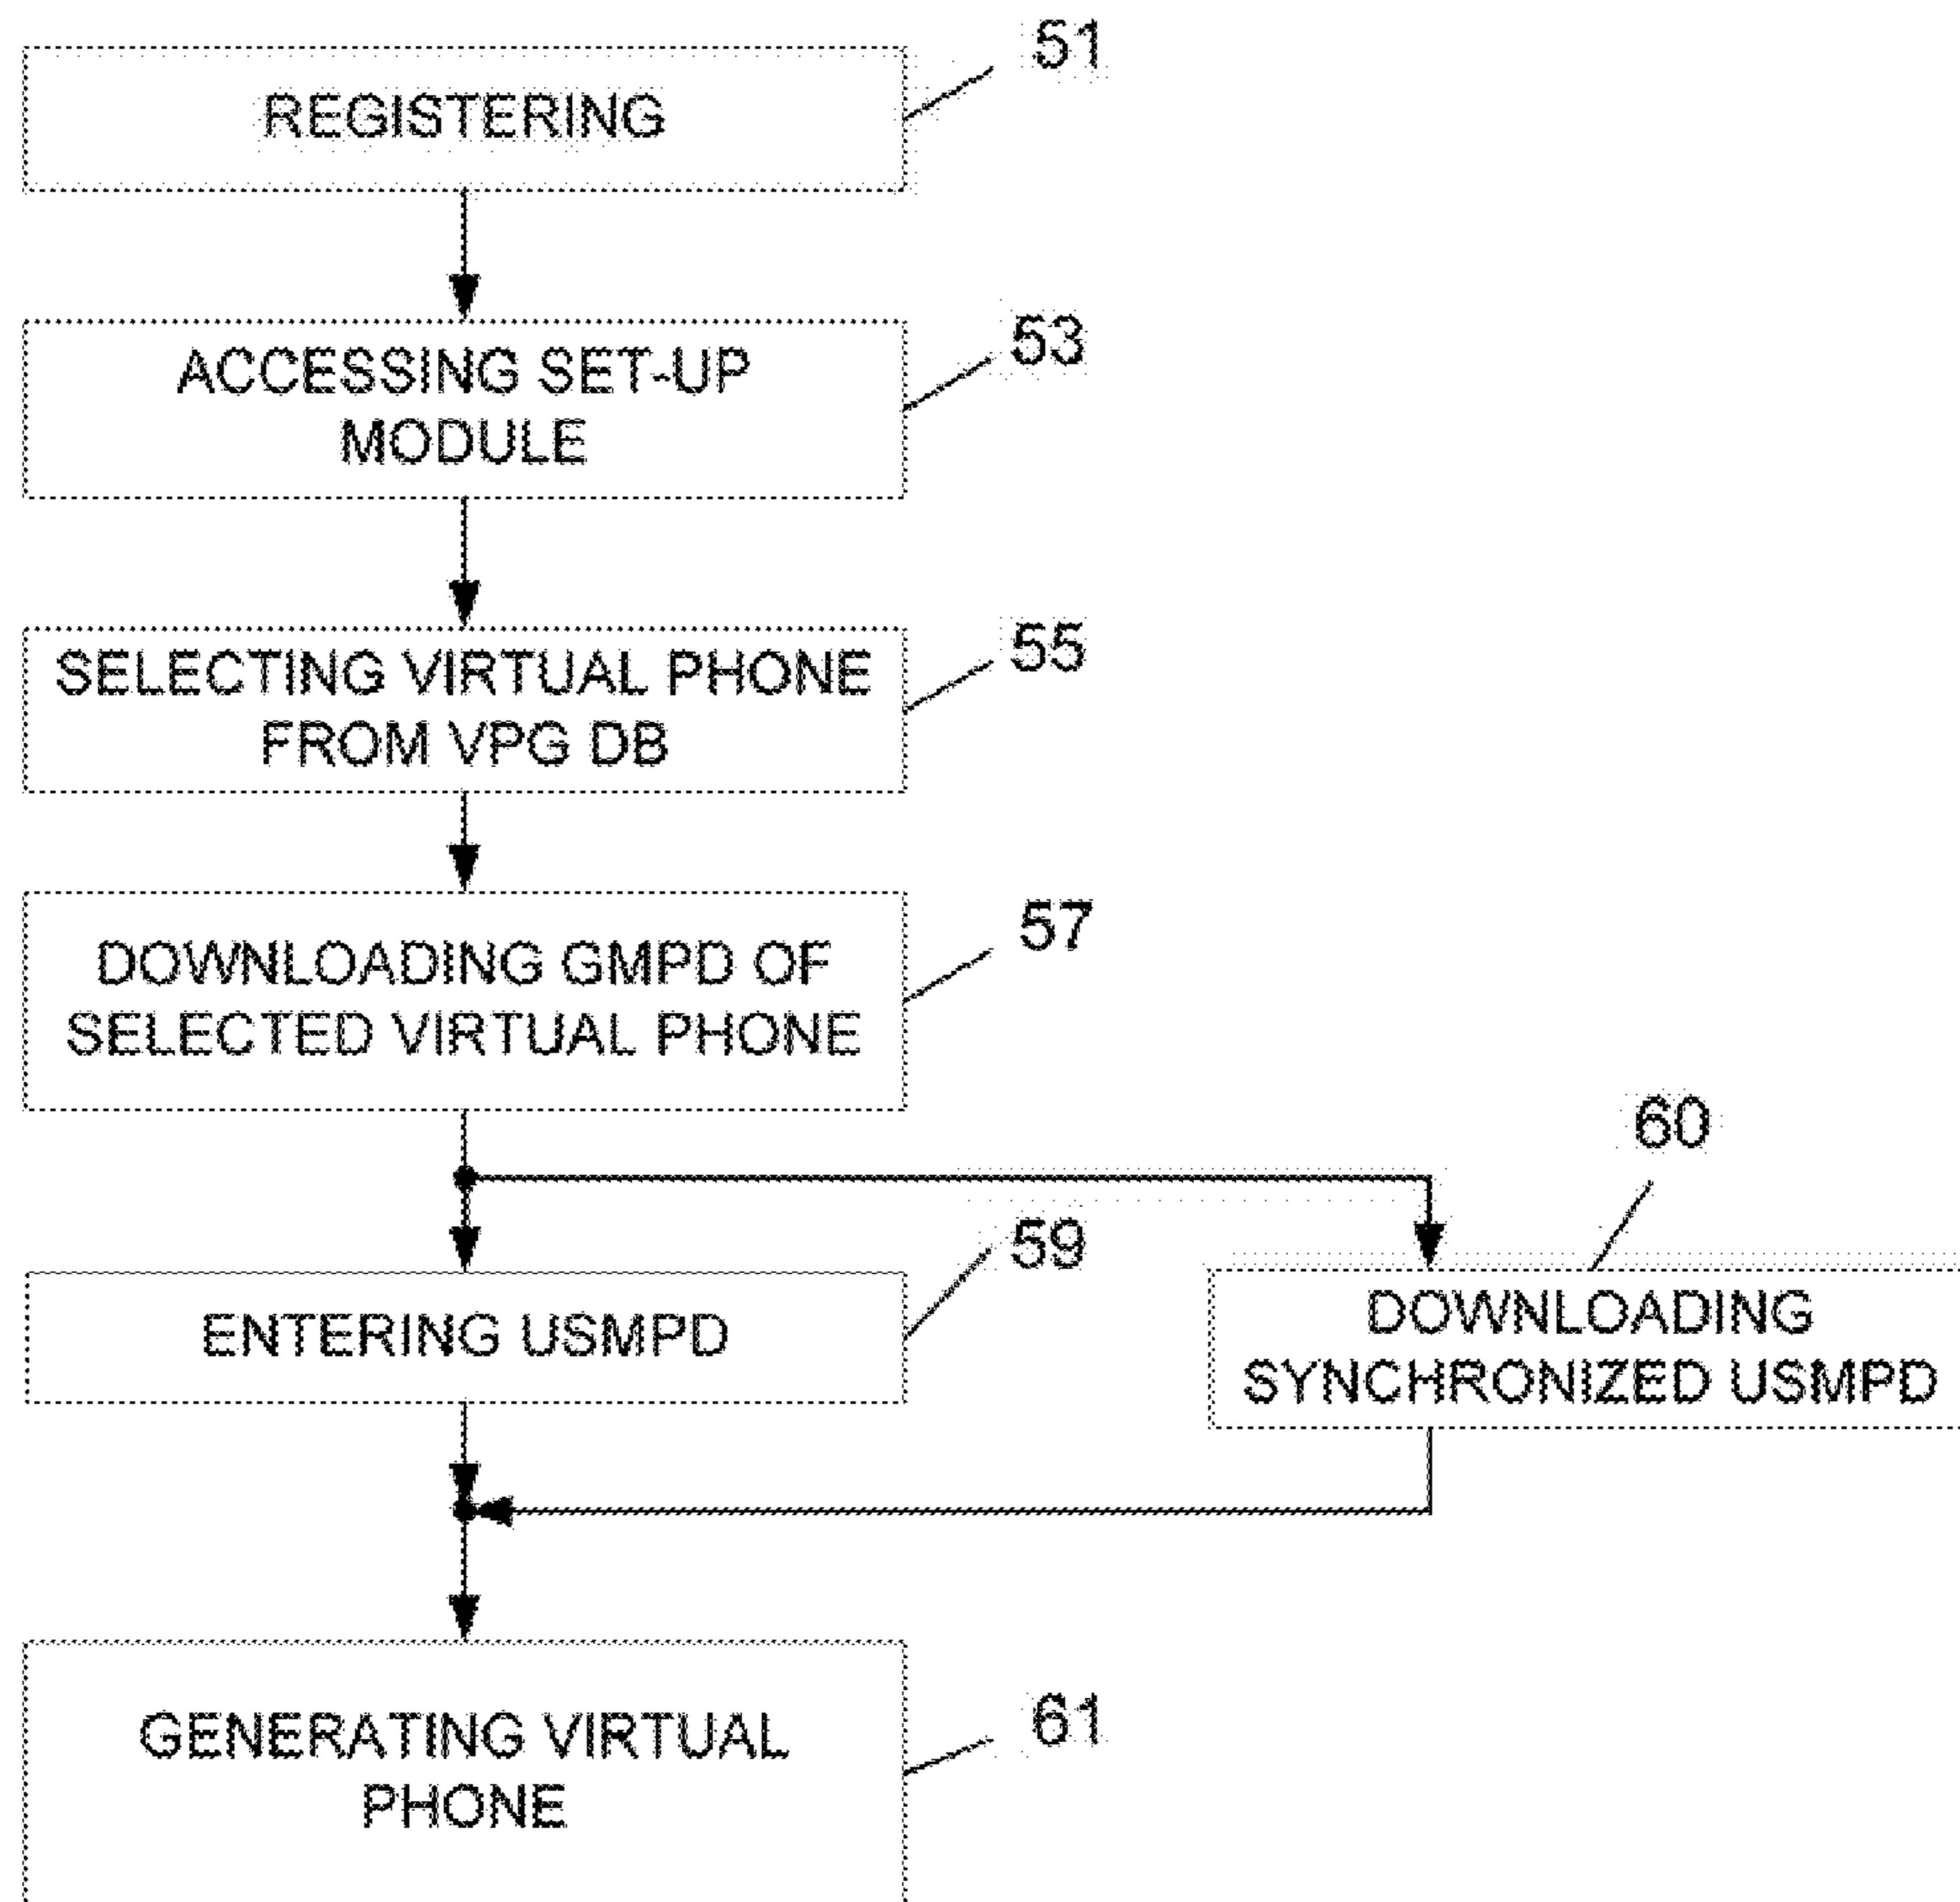 51
REGISTERING
53
ACCESSING SET-UP
MODULE
55
SELECTING VIRTUAL PHONE
FROM VPG DB
57
DOWNLOADING GMPD OF
SELECTED VIRTUAL PHONE
60
59
ENTERING USMPD
DOWNLOADING
SYNCHRONIZED USMPD
61
GENERATING VIRTUAL
PHONE